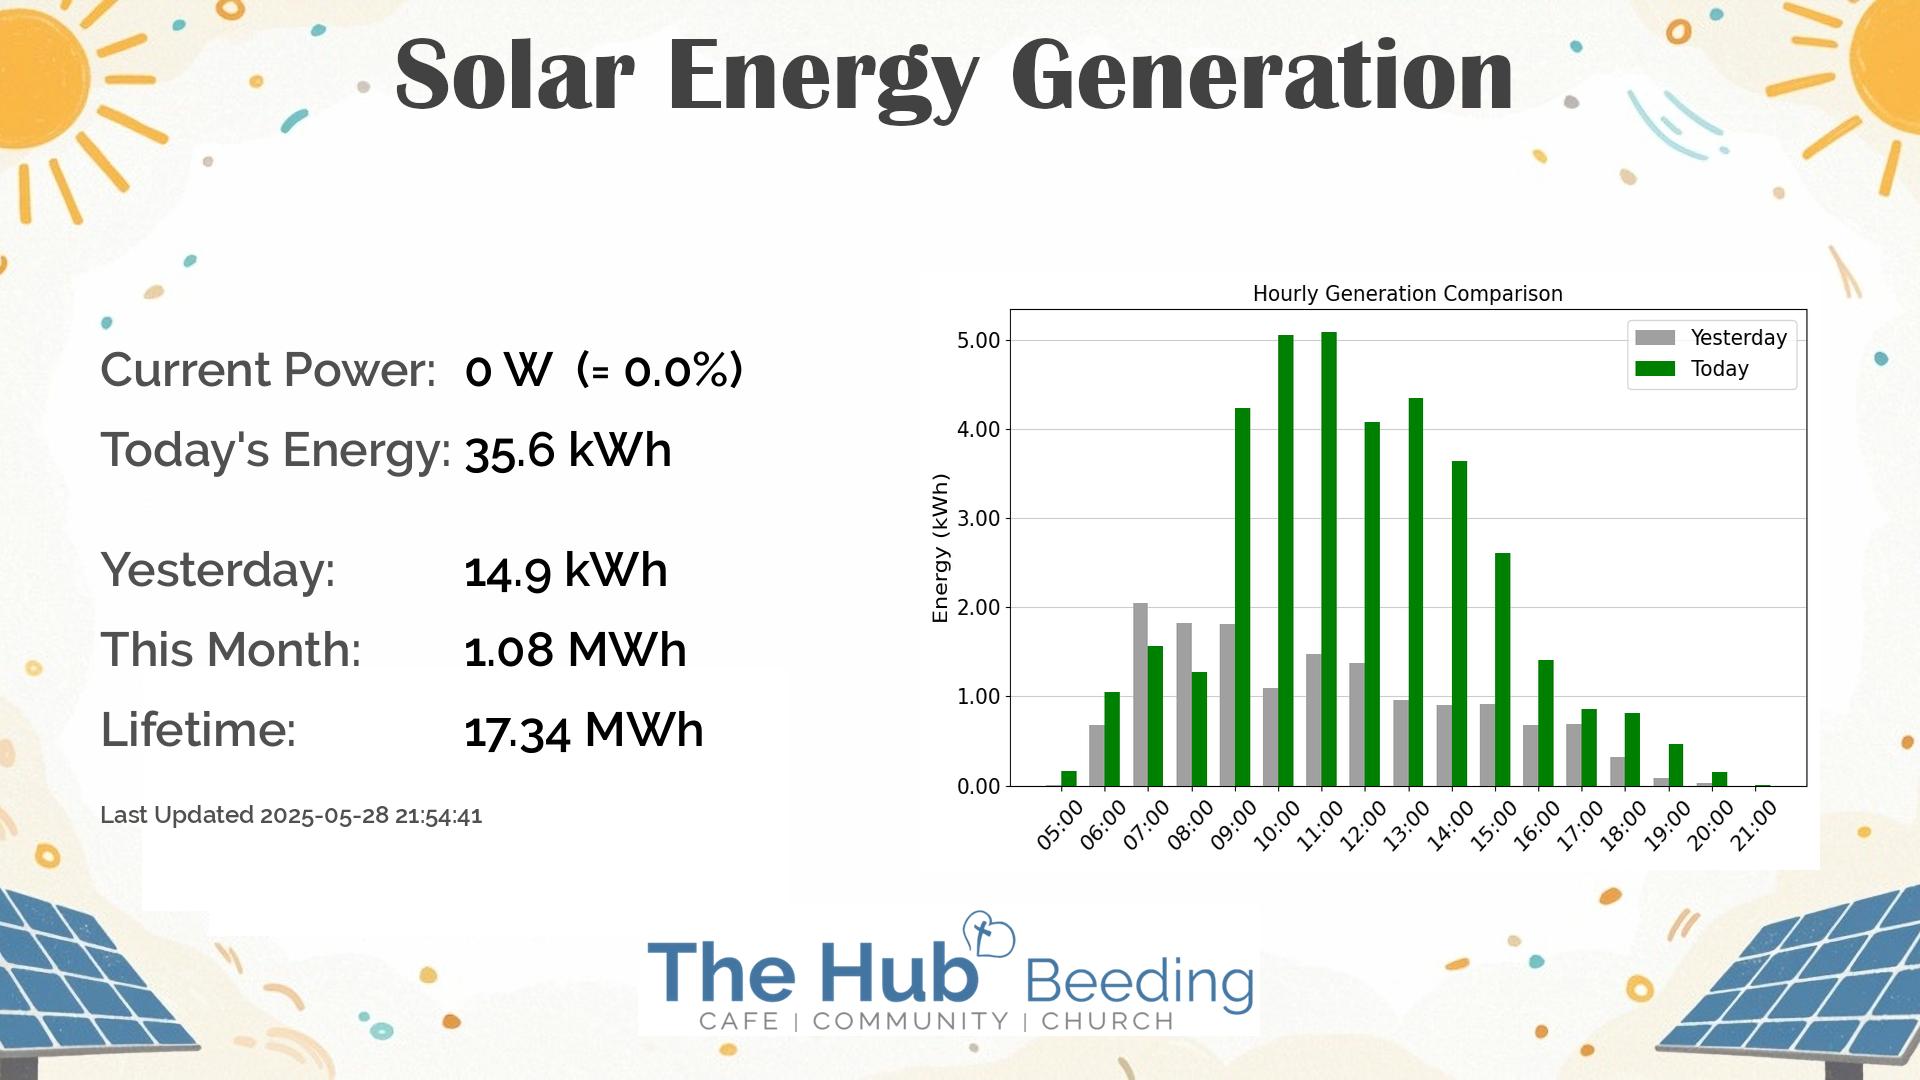 Solar Energy Generation
Current Power: 0 W (= 0.0%)
Today's Energy: 35.6 kWh
Yesterday: 14.9 kWh
This Month: 1.08 MWh
Lifetime: 17.34 MWh
Last Updated 2025-05-28 21:54:41
Hourly Generation Comparison
Yesterday
Today
Energy (kWh)
5.00
4.00
3.00
2.00
1.00
0.00
05:00 06:00 07:00 08:00 09:00 10:00 11:00 12:00 13:00 14:00 15:00 16:00 17:00 18:00 19:00 20:00 21:00
The Hub Beeding
CAFE | COMMUNITY | CHURCH